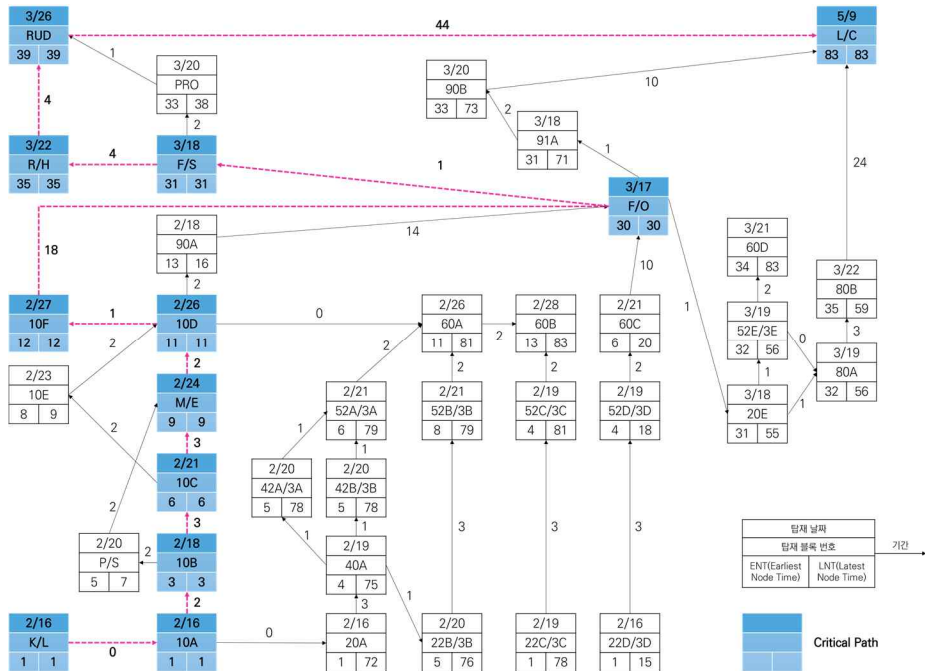 3/26
RUD
39 39
44
5/9
L/C
83 83
1
3/20
PRO
33 38
3/20
90B
33 73
10
2
3/18
91A
31 71
4
2
3/22
R/H
35 35
4
3/18
F/S
31 31
1
1
24
3/17
F/O
30 30
2/18
90A
13 16
14
18
3/21
60D
34 83
10
2
1
2
3/22
80B
35 59
2/27
10F
12 12
1
2/26
10D
11 11
0
2/26
60A
11 81
2
2/28
60B
13 83
2/21
60C
6 20
3/19
52E/3E
32 56
0
3
2
2
2
2
2
2
3/19
80A
32 56
2/23
10E
8 9
2/24
M/E
9 9
2/21
52A/3A
6 79
2/21
52B/3B
8 79
2/19
52C/3C
4 81
2/19
52D/3D
4 18
1
3/18
20E
31 55
1
2
3
1
1
2/21
10C
6 6
2/20
42A/3A
5 78
2/20
42B/3B
5 78
2
3
3
3
3
1
1
2/20
P/S
5 7
2
2/18
10B
3 3
2/19
40A
4 75
탑재 날짜
탑재 블록 번호
ENT(Earliest Node Time)
LNT(Latest Node Time)
기간
2
3
1
2/16
K/L
1 1
0
2/16
10A
1 1
0
2/16
20A
1 72
2/20
22B/3B
5 76
2/19
22C/3C
1 78
2/16
22D/3D
1 15
Critical Path